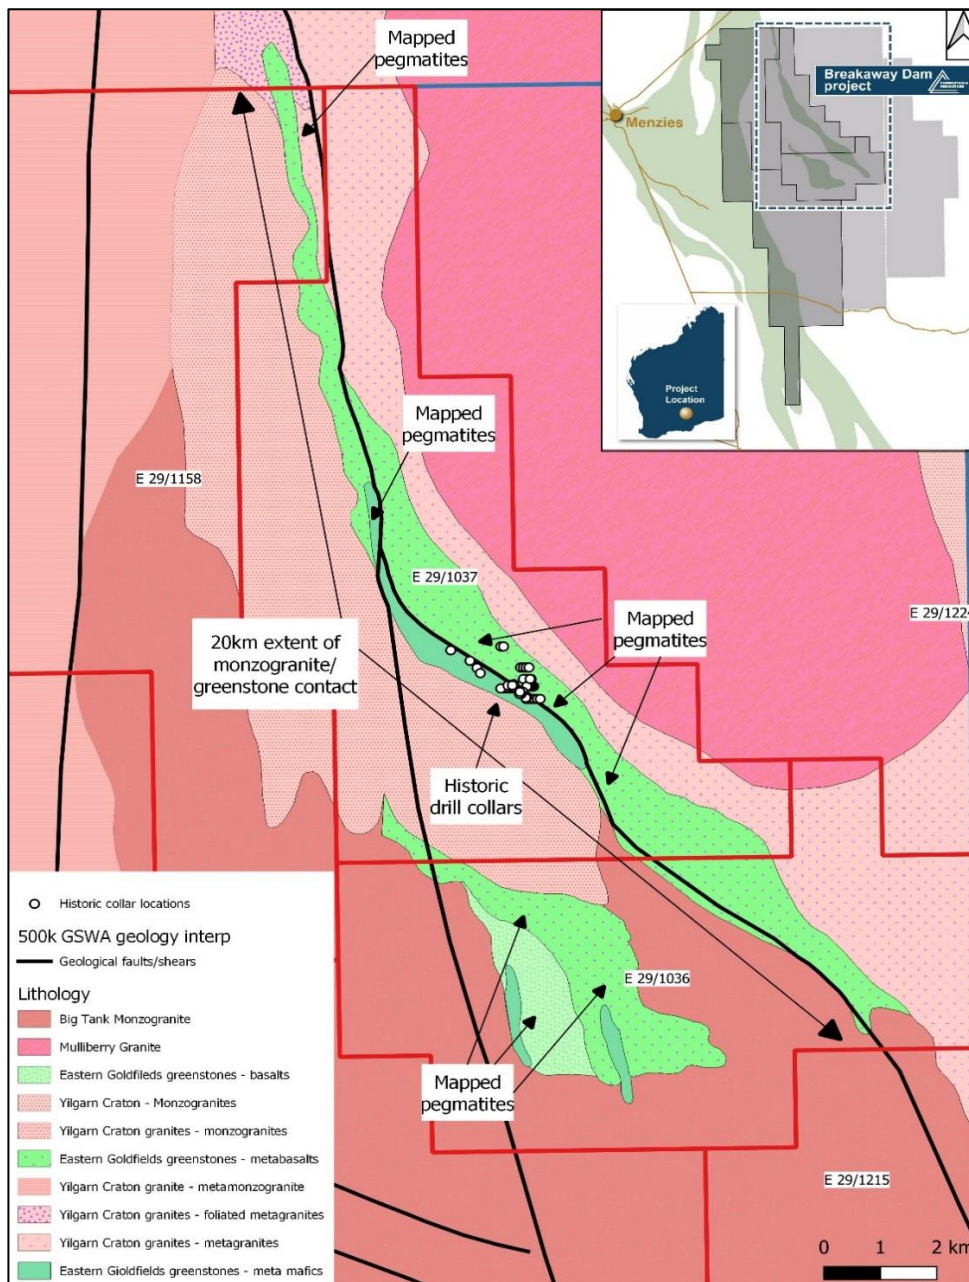 Mapped
pegmatites
Breakaway Dam
project
Menzies
Project
Location
Mapped
pegmatites
E 29/1158
E 29/1037
Mapped
pegmatites
E 29/122
20km extent of
monzogranite/
greenstone contact
Historic
drill collars
Historic collar locations
500k GSWA geology interp
Geological faults/shears
Lithology
Big Tank Monzogranite
Mulliberry Granite
Eastern Goldfileds greenstones - basalts
Yilgarn Craton - Monzogranites
Yilgarn Craton granites - monzogranites
Eastern Goldfields greenstones - metabasalts
Yilgarn Craton granite - metamonzogranite
Yilgarn Craton granites - foliated metagranites
Yilgarn Craton granites - metagranites
Eastern Gioldfields greenstones - meta mafics
E 29/1036
Mapped
pegmatites
E 29/1215
0 1 2 km